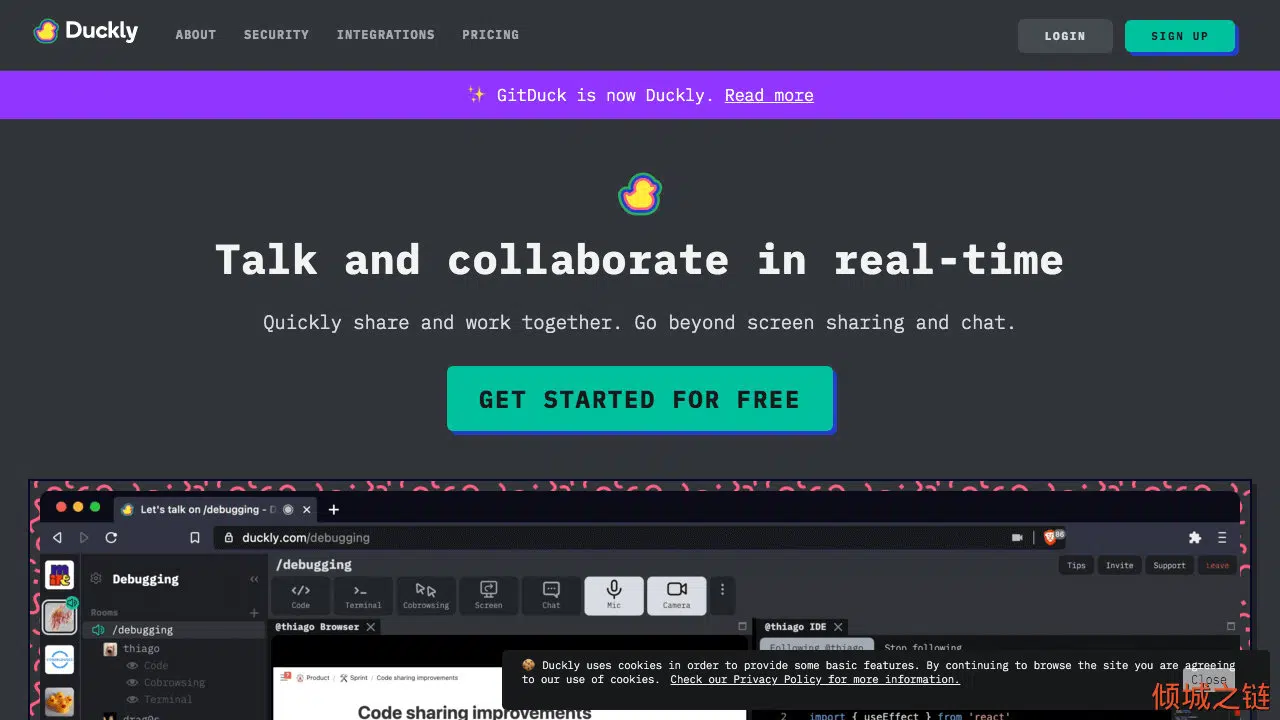 Duckly
ABOUT SECURITY INTEGRATIONS PRICING
LOGIN
SIGN UP
✨ GitDuck is now Duckly. Read more
Talk and collaborate in real-time
Quickly share and work together. Go beyond screen sharing and chat.
GET STARTED FOR FREE
Let's talk on /debugging - D
duckly.com/debugging
86
Debugging
Rooms
/debugging
thiago
Code
Cobrowsing
Terminal
drag0s
/debugging
Code Terminal Cobrowsing Screen Chat Mic Camera
Tips Invite Support Leave
@thiago Browser
Product / Sprint / Code sharing improvements
Code sharing improvements
@thiago IDE
Following @thiago Stop following
2 import { useEffect } from 'react'
🍪 Duckly uses cookies in order to provide some basic features. By continuing to browse the site you are agreeing
to our use of cookies. Check our Privacy Policy for more information.
Close
倾城之链